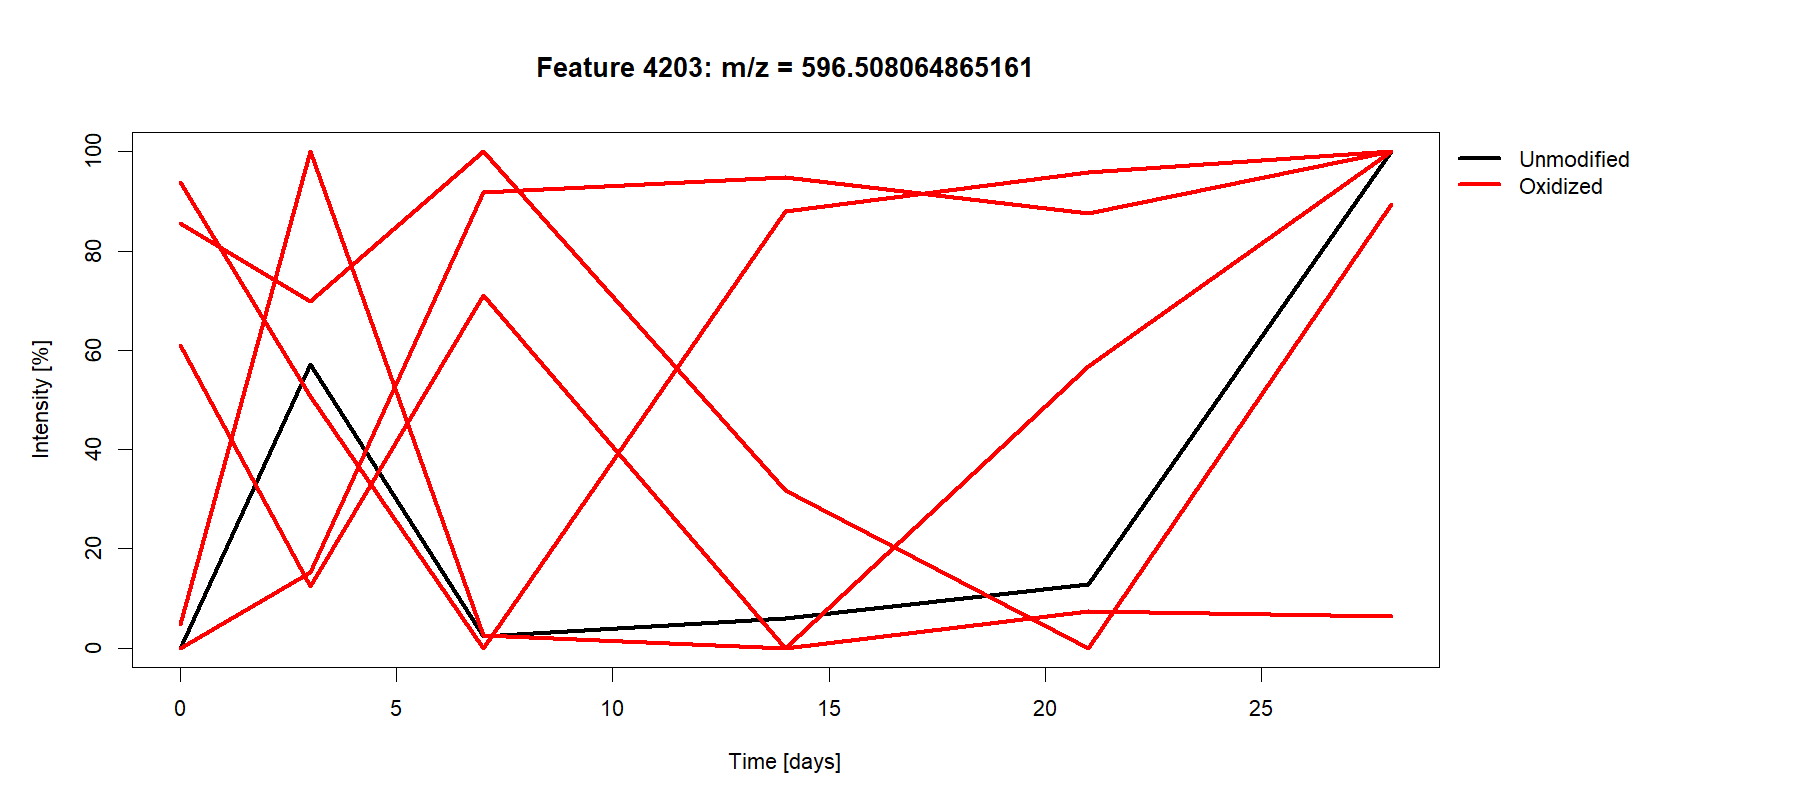 Feature 4203: m/z = 596.508064865161
Unmodified
Oxidized
Intensity [%]
100
80
60
40
20
0
0 5 10 15 20 25
Time [days]